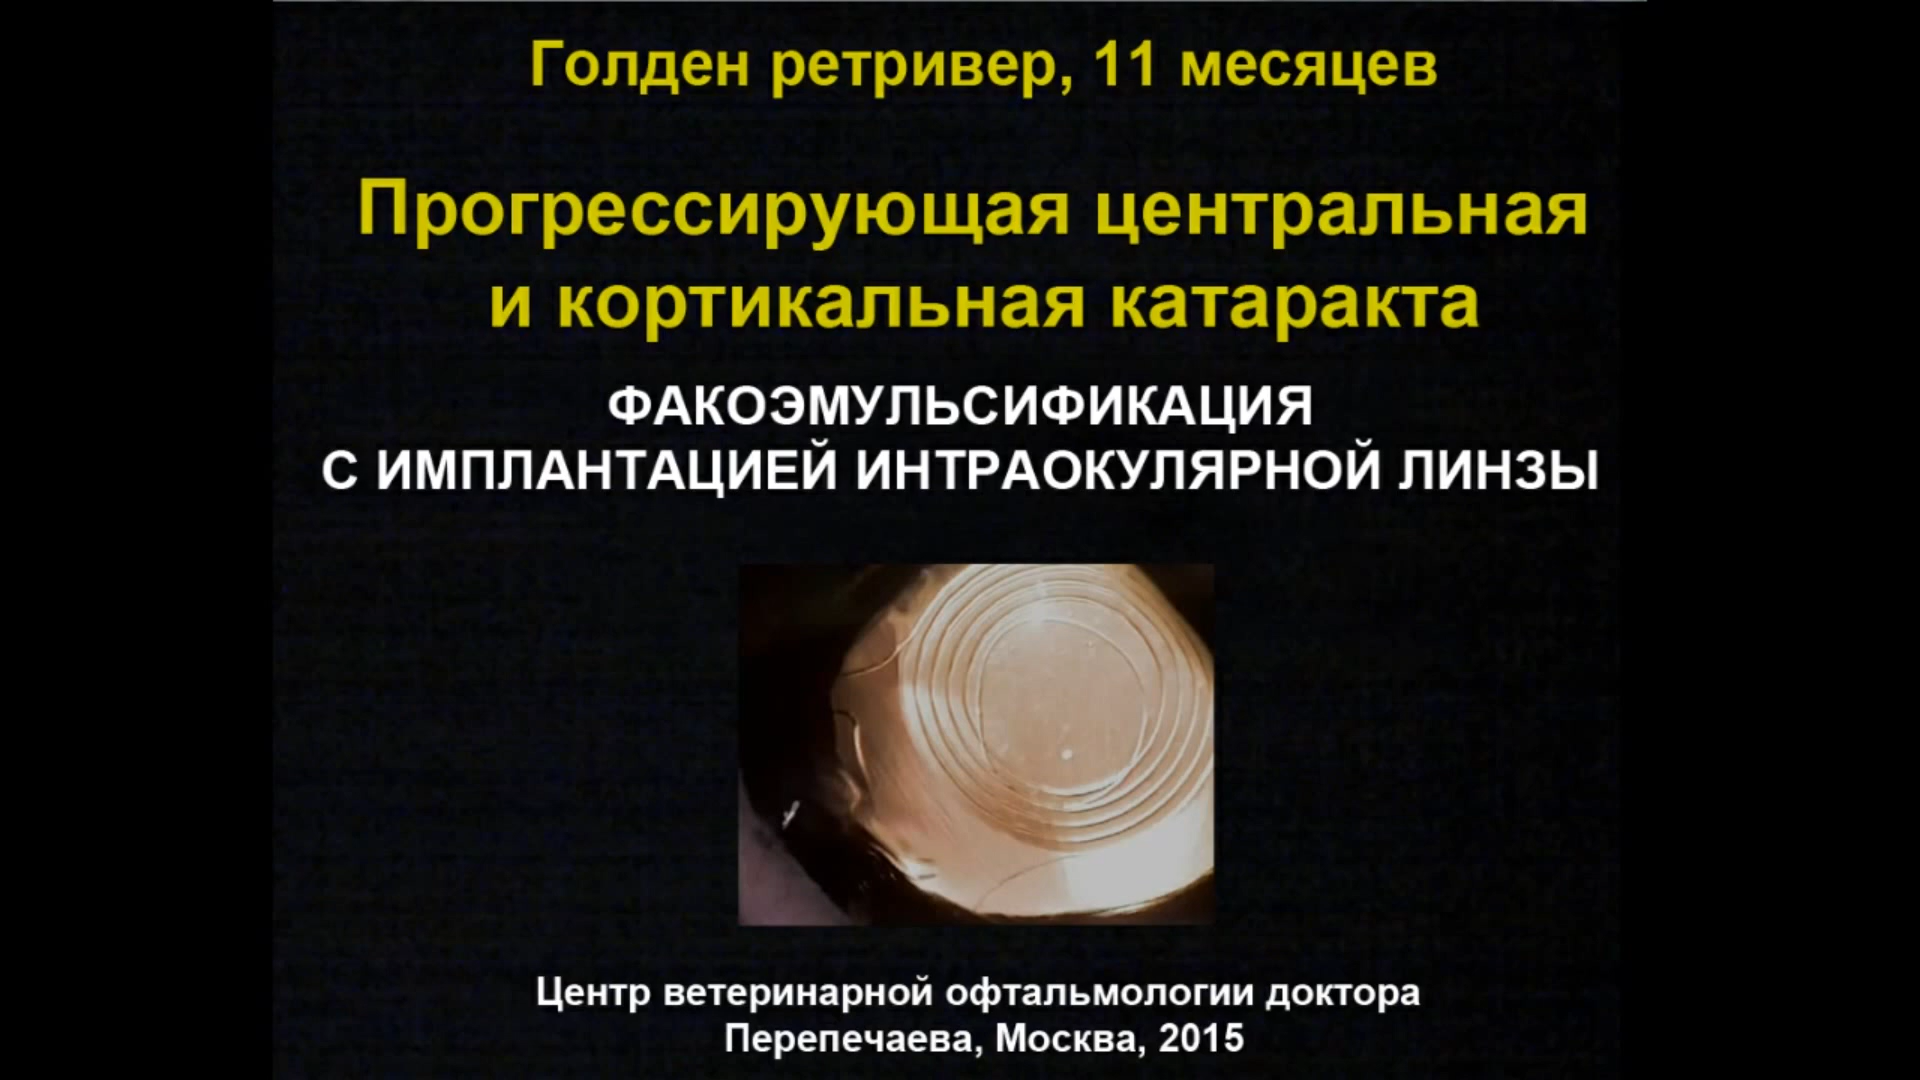 Голден ретривер, 11 месяцев
Прогрессирующая центральная
и кортикальная катаракта
ФАКОЭМУЛЬСИФИКАЦИЯ
С ИМПЛАНТАЦИЕЙ ИНТРАОКУЛЯРНОЙ ЛИНЗЫ
Центр ветеринарной офтальмологии доктора
Перепечаева, Москва, 2015